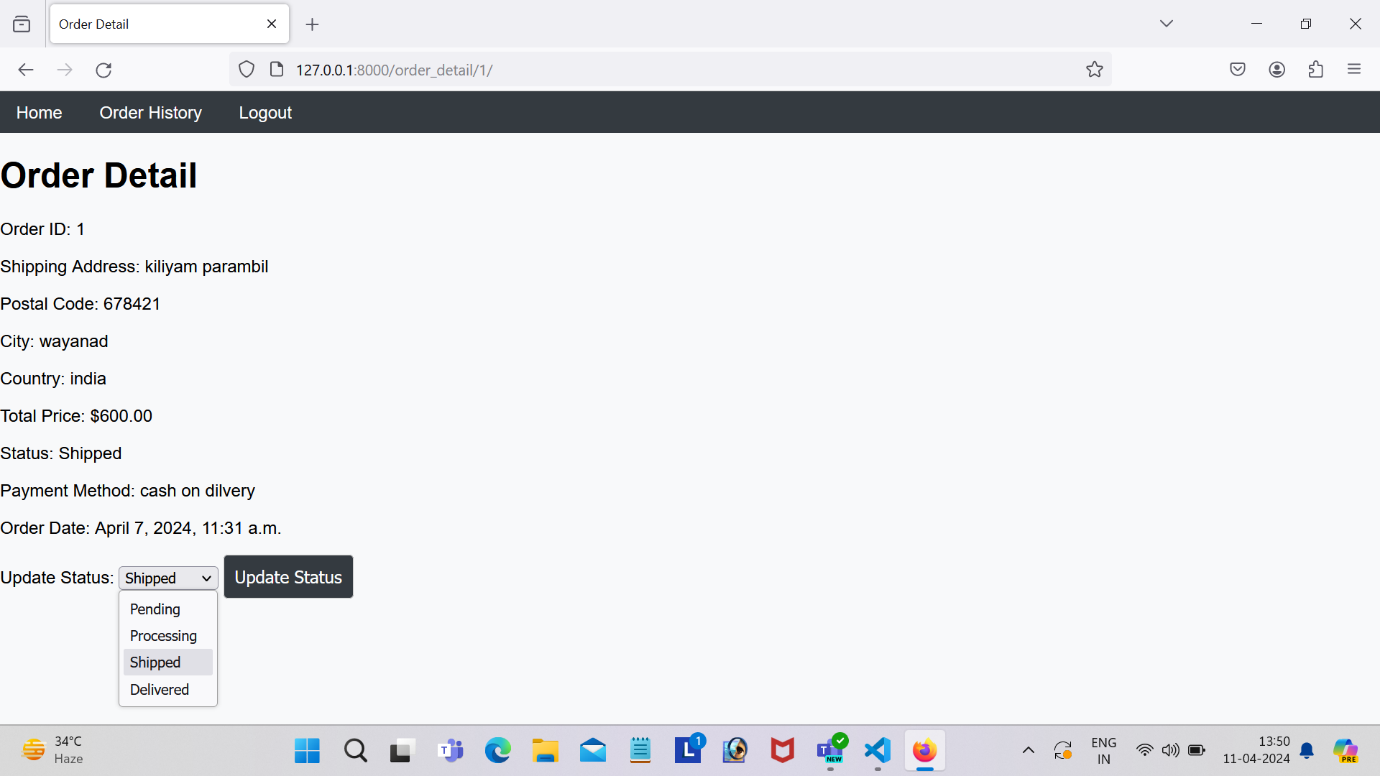 Order Detail
127.0.0.1:8000/order_detail/1/
Home Order History Logout
Order Detail
Order ID: 1
Shipping Address: kiliyam parambil
Postal Code: 678421
City: wayanad
Country: india
Total Price: $600.00
Status: Shipped
Payment Method: cash on dilvery
Order Date: April 7, 2024, 11:31 a.m.
Update Status: Shipped Update Status
Pending
Processing
Shipped
Delivered
34°C
Haze
T
L
1
T
NEW
ENG
IN
13:50
11-04-2024
PRE